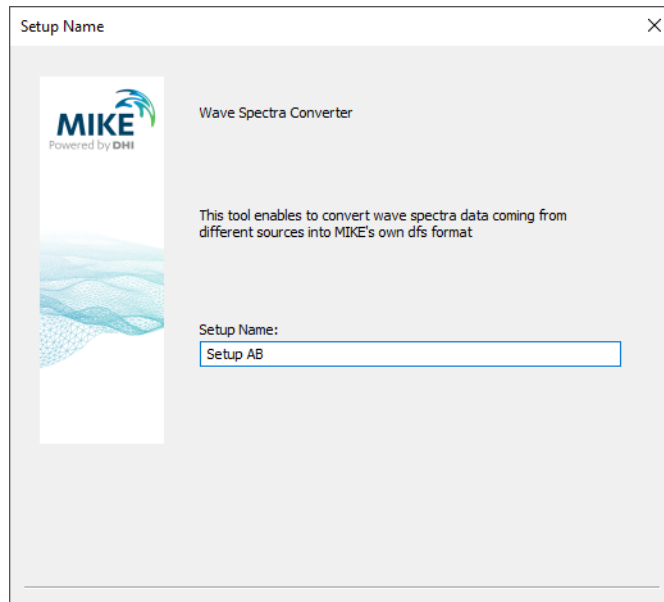 Setup Name
MIKE
Powered by DHI
Wave Spectra Converter
This tool enables to convert wave spectra data coming from
different sources into MIKE's own dfs format
Setup Name:
Setup AB